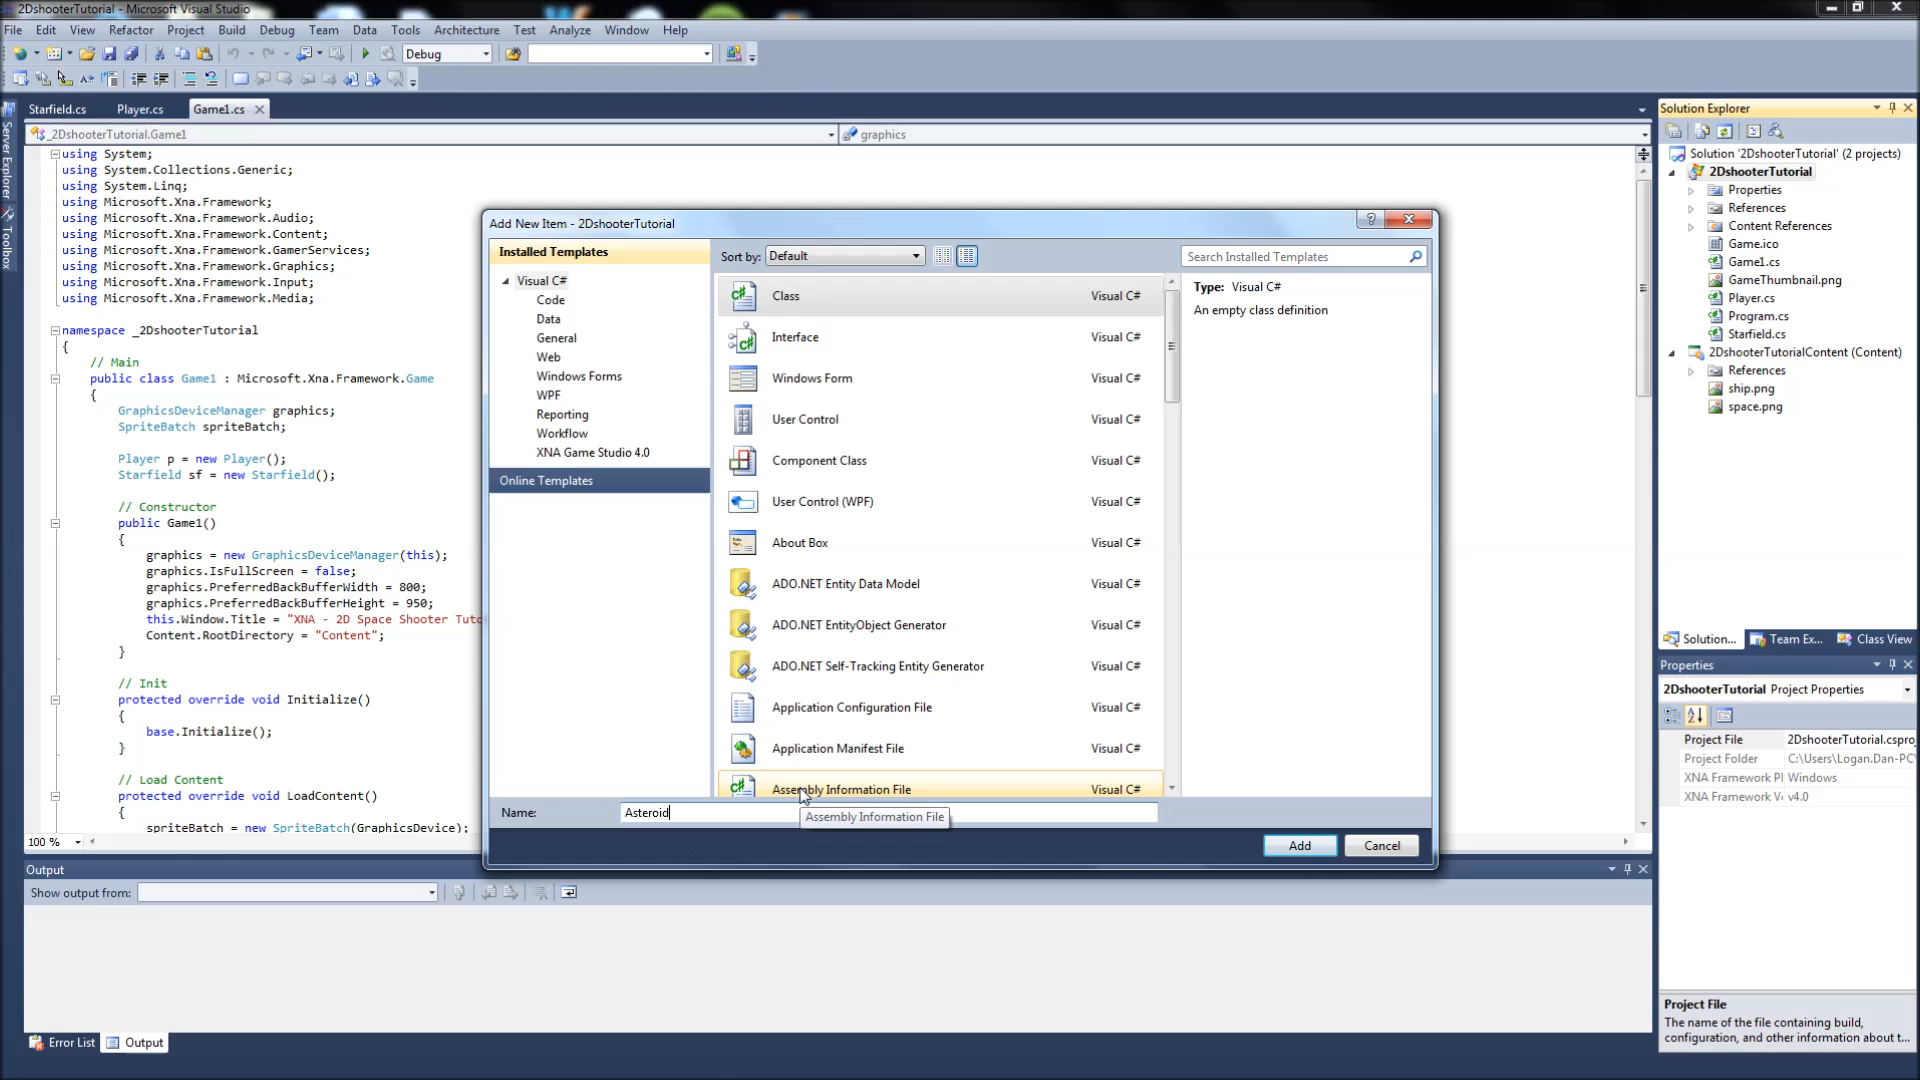 2DshooterTutorial - Microsoft Visual Studio
File Edit View Refactor Project Build Debug Team Data Tools Architecture Test Analyze Window Help
Debug
Starfield.cs Player.cs Game1.cs
_2DshooterTutorial.Game1 graphics
Server Explorer
Toolbox
using System;
using System.Collections.Generic;
using System.Linq;
using Microsoft.Xna.Framework;
using Microsoft.Xna.Framework.Audio;
using Microsoft.Xna.Framework.Content;
using Microsoft.Xna.Framework.GamerServices;
using Microsoft.Xna.Framework.Graphics;
using Microsoft.Xna.Framework.Input;
using Microsoft.Xna.Framework.Media;
namespace _2DshooterTutorial
{
// Main
public class Game1 : Microsoft.Xna.Framework.Game
{
GraphicsDeviceManager graphics;
SpriteBatch spriteBatch;
Player p = new Player();
Starfield sf = new Starfield();
// Constructor
public Game1()
{
graphics = new GraphicsDeviceManager(this);
graphics.IsFullScreen = false;
graphics.PreferredBackBufferWidth = 800;
graphics.PreferredBackBufferHeight = 950;
this.Window.Title = "XNA - 2D Space Shooter Tuto
Content.RootDirectory = "Content";
}
// Init
protected override void Initialize()
{
base.Initialize();
}
// Load Content
protected override void LoadContent()
{
spriteBatch = new SpriteBatch(GraphicsDevice);
100 %
Add New Item - 2DshooterTutorial
Installed Templates
Visual C#
Code
Data
General
Web
Windows Forms
WPF
Reporting
Workflow
XNA Game Studio 4.0
Online Templates
Sort by: Default
Search Installed Templates
Class Visual C#
Interface Visual C#
Windows Form Visual C#
User Control Visual C#
Component Class Visual C#
User Control (WPF) Visual C#
About Box Visual C#
ADO.NET Entity Data Model Visual C#
ADO.NET EntityObject Generator Visual C#
ADO.NET Self-Tracking Entity Generator Visual C#
Application Configuration File Visual C#
Application Manifest File Visual C#
Assembly Information File Visual C#
Type: Visual C#
An empty class definition
Name: Asteroid
Assembly Information File
Add Cancel
Output
Show output from:
Error List Output
Solution Explorer
Solution '2DshooterTutorial' (2 projects)
2DshooterTutorial
Properties
References
Content References
Game.ico
Game1.cs
GameThumbnail.png
Player.cs
Program.cs
Starfield.cs
2DshooterTutorialContent (Content)
References
ship.png
space.png
Solution... Team Ex... Class View
Properties
2DshooterTutorial Project Properties
Project File 2DshooterTutorial.csproj
Project Folder C:\Users\Logan.Dan-PC\
XNA Framework Pl Windows
XNA Framework Ve v4.0
Project File
The name of the file containing build,
configuration, and other information about t...